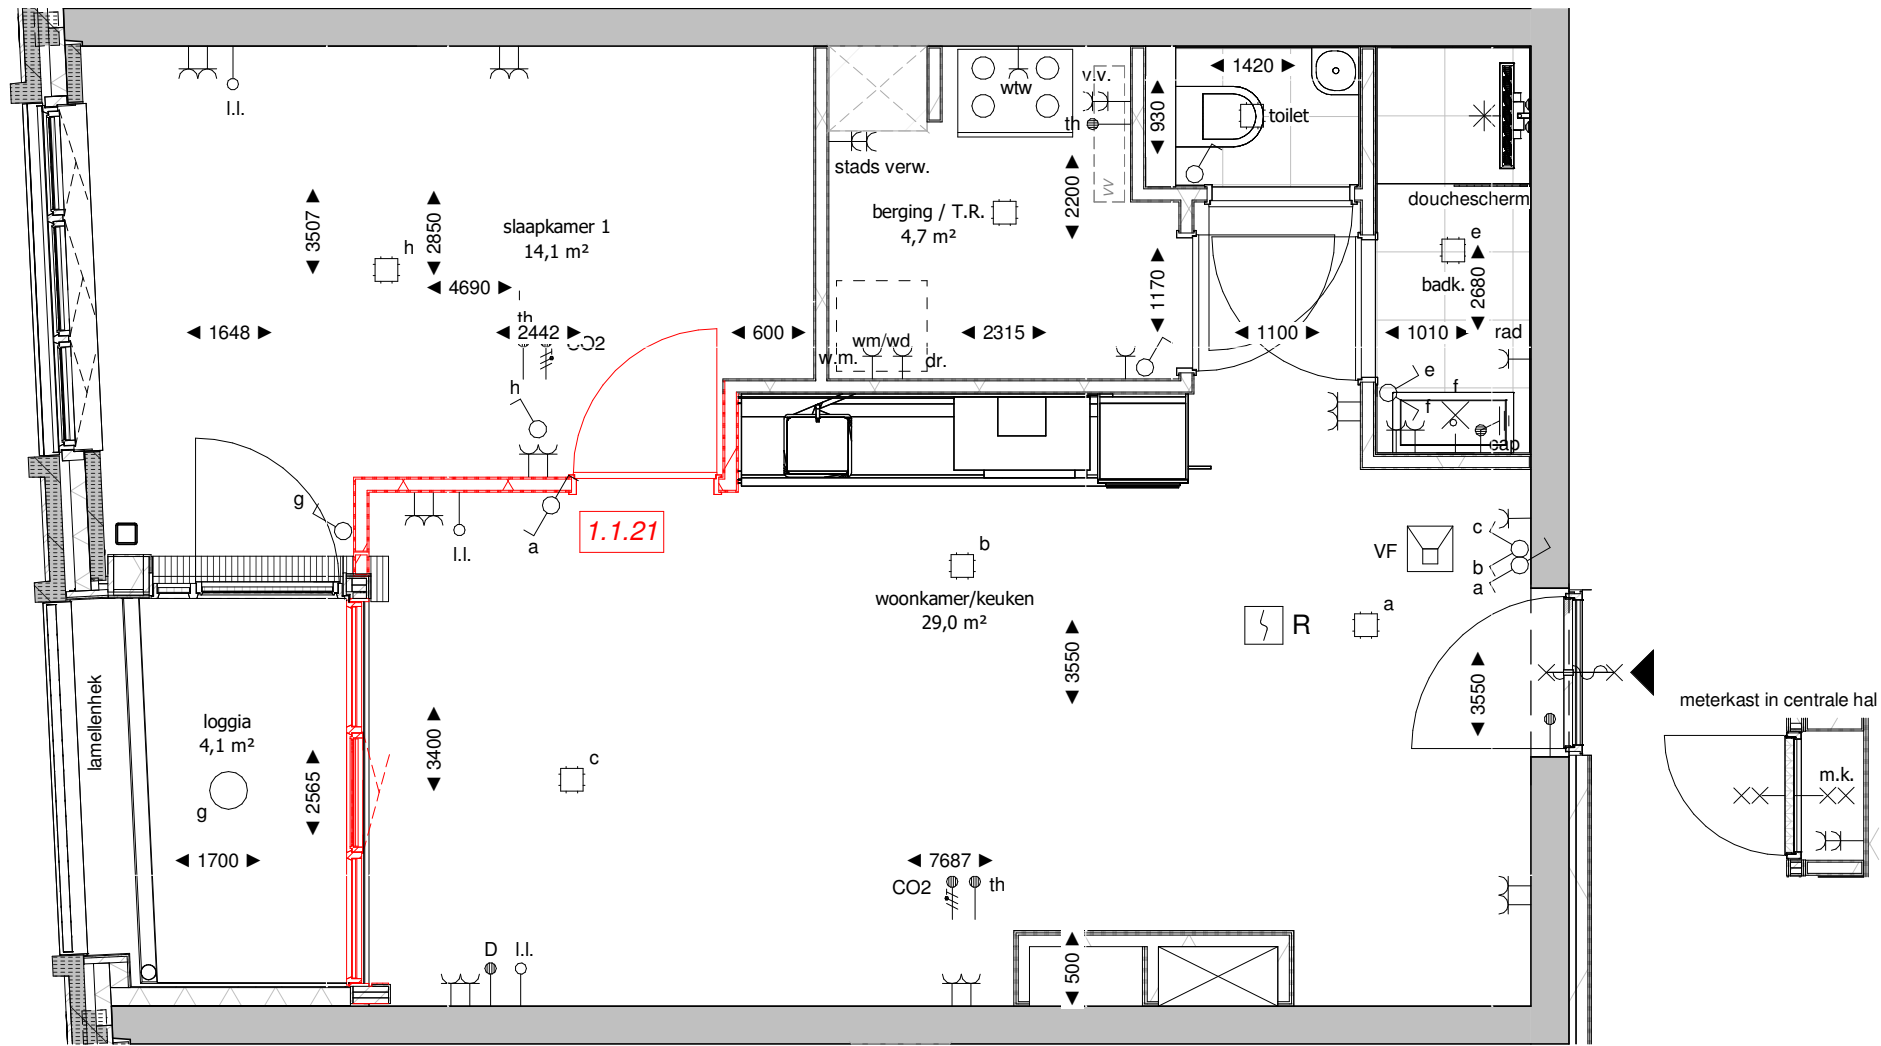 l.l.
3507
2850
h
slaapkamer 1
14,1 m²
4690
th
1648
2442
CO2
600
h
g
a
l.l.
1.1.21
stads verw.
wtw
v.v.
th
vv
berging / T.R.
4,7 m²
2200
1170
wm/wd
w.m.
dr.
2315
930
1420
toilet
1100
douchescherm
e
badk.
2680
1010
rad
e
f
f
cap
b
woonkamer/keuken
29,0 m²
VF
c
b
a
R
a
3550
3550
lamellenhek
loggia
4,1 m²
g
2565
1700
3400
c
7687
CO2
th
D
l.l.
500
meterkast in centrale hal
m.k.